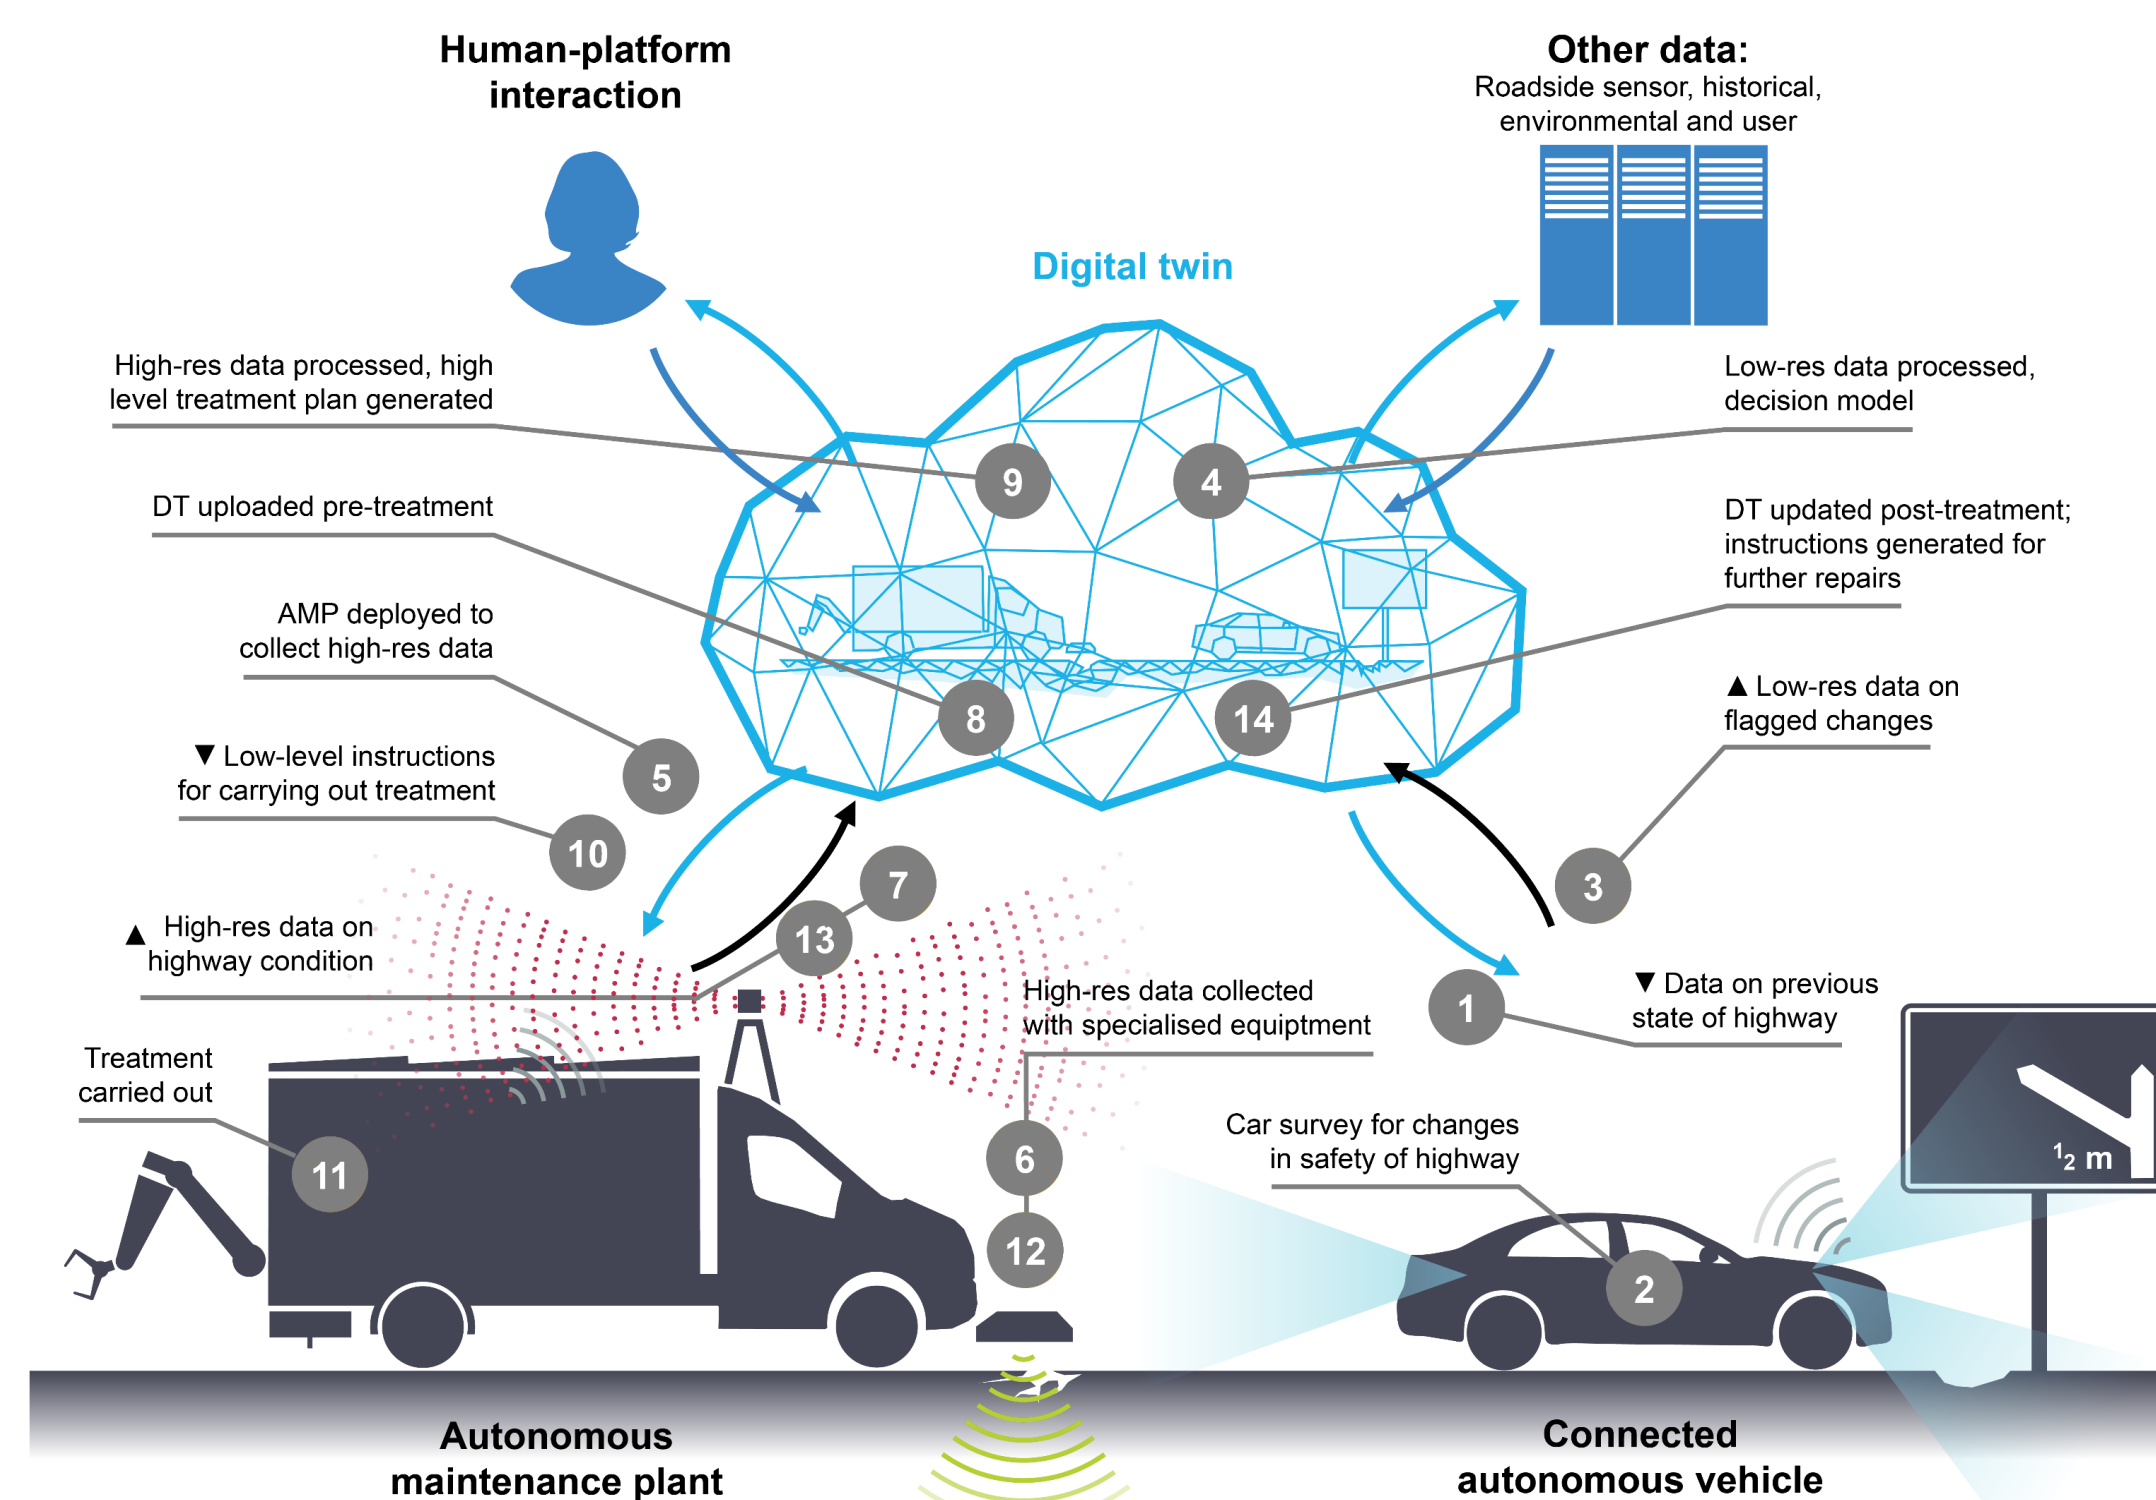 Human-platform
interaction
Other data:
Roadside sensor, historical,
environmental and user
Digital twin
High-res data processed, high
level treatment plan generated
Low-res data processed,
decision model
9
4
DT uploaded pre-treatment
DT updated post-treatment;
instructions generated for
further repairs
AMP deployed to
collect high-res data
8
14
▲ Low-res data on
flagged changes
▼ Low-level instructions
for carrying out treatment
5
10
7
3
13
▲ High-res data on
highway condition
High-res data collected
with specialised equiptment
1
▼ Data on previous
state of highway
Treatment
carried out
11
6
12
Car survey for changes
in safety of highway
2
1/2 m
Autonomous
maintenance plant
Connected
autonomous vehicle